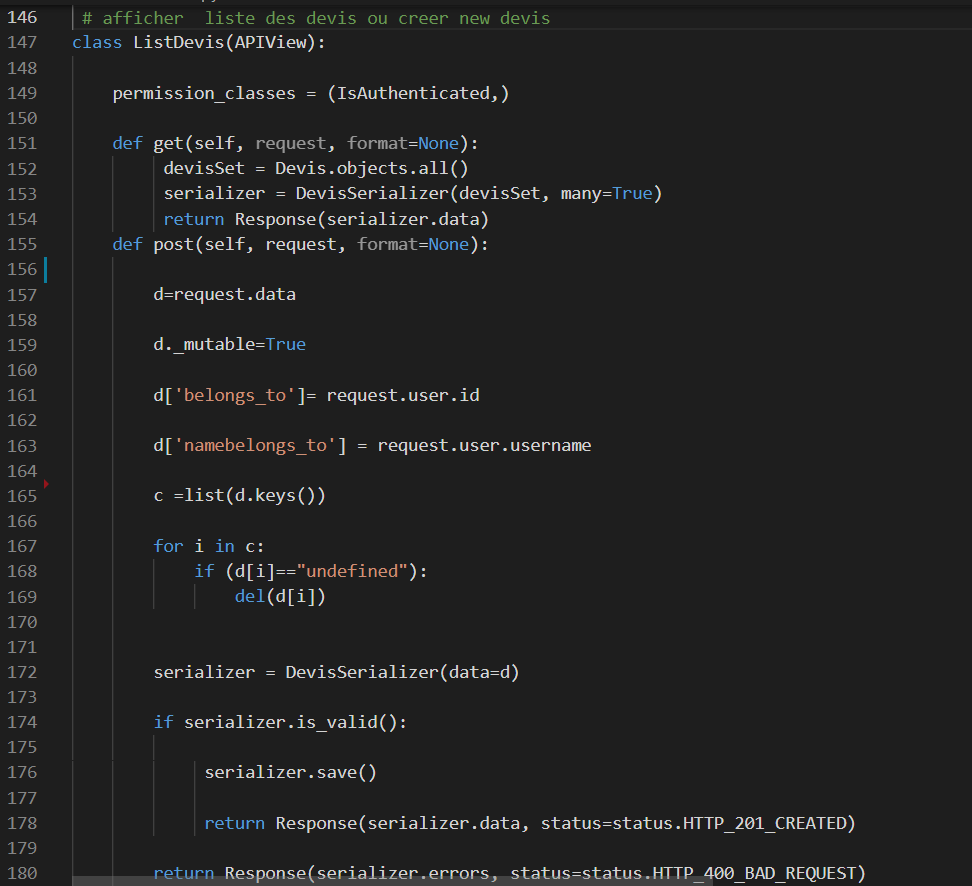 146 # afficher  liste des devis ou creer new devis
147 class ListDevis(APIView):
148
149     permission_classes = (IsAuthenticated,)
150
151     def get(self, request, format=None):
152          devisSet = Devis.objects.all()
153          serializer = DevisSerializer(devisSet, many=True)
154          return Response(serializer.data)
155     def post(self, request, format=None):
156
157         d=request.data
158
159         d._mutable=True
160
161         d['belongs_to']= request.user.id
162
163         d['namebelongs_to'] = request.user.username
164
165         c =list(d.keys())
166
167         for i in c:
168             if (d[i]=="undefined"):
169                 del(d[i])
170
171
172         serializer = DevisSerializer(data=d)
173
174         if serializer.is_valid():
175
176              serializer.save()
177
178              return Response(serializer.data, status=status.HTTP_201_CREATED)
179
180         return Response(serializer.errors, status=status.HTTP_400_BAD_REQUEST)